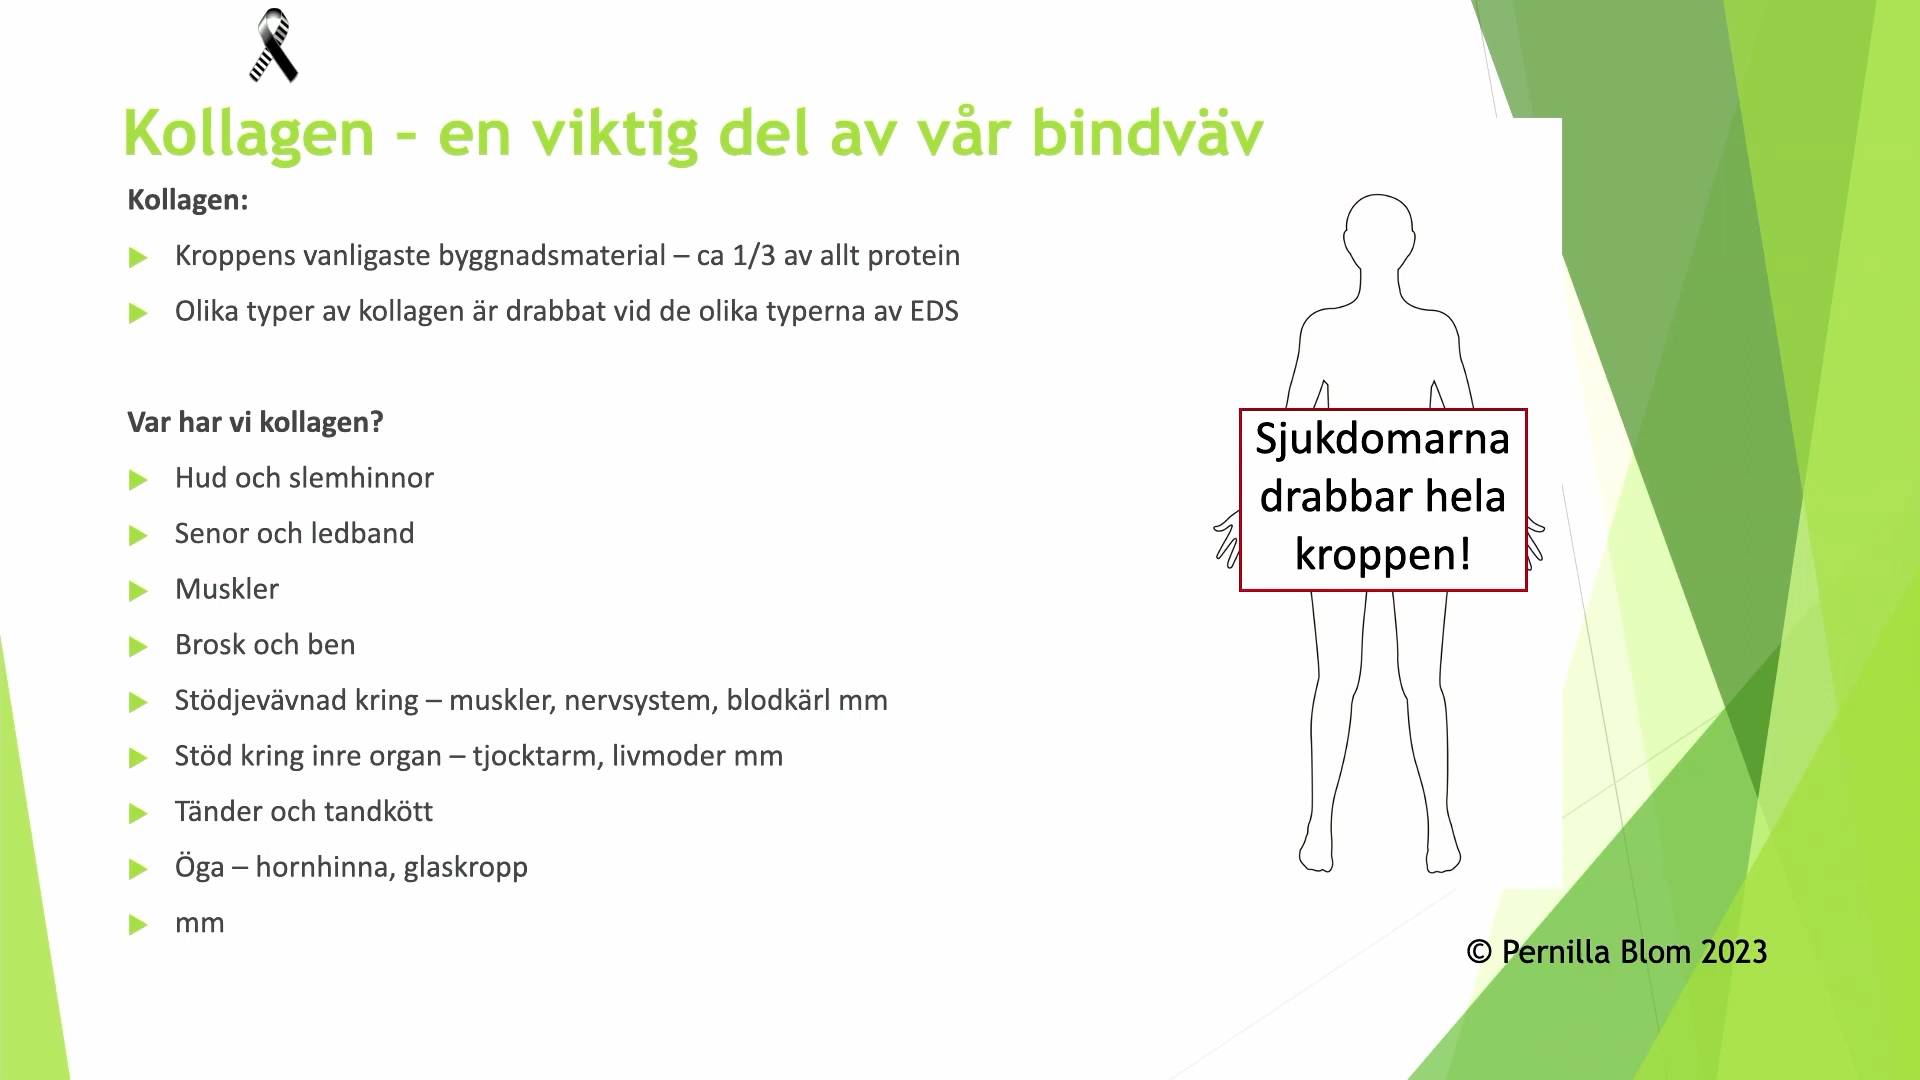 Kollagen – en viktig del av vår bindväv
Kollagen:
Kroppens vanligaste byggnadsmaterial – ca 1/3 av allt protein
Olika typer av kollagen är drabbat vid de olika typerna av EDS
Var har vi kollagen?
Hud och slemhinnor
Senor och ledband
Muskler
Brosk och ben
Stödjevävnad kring – muskler, nervsystem, blodkärl mm
Stöd kring inre organ – tjocktarm, livmoder mm
Tänder och tandkött
Öga – hornhinna, glaskropp
mm
Sjukdomarna
drabbar hela
kroppen!
© Pernilla Blom 2023